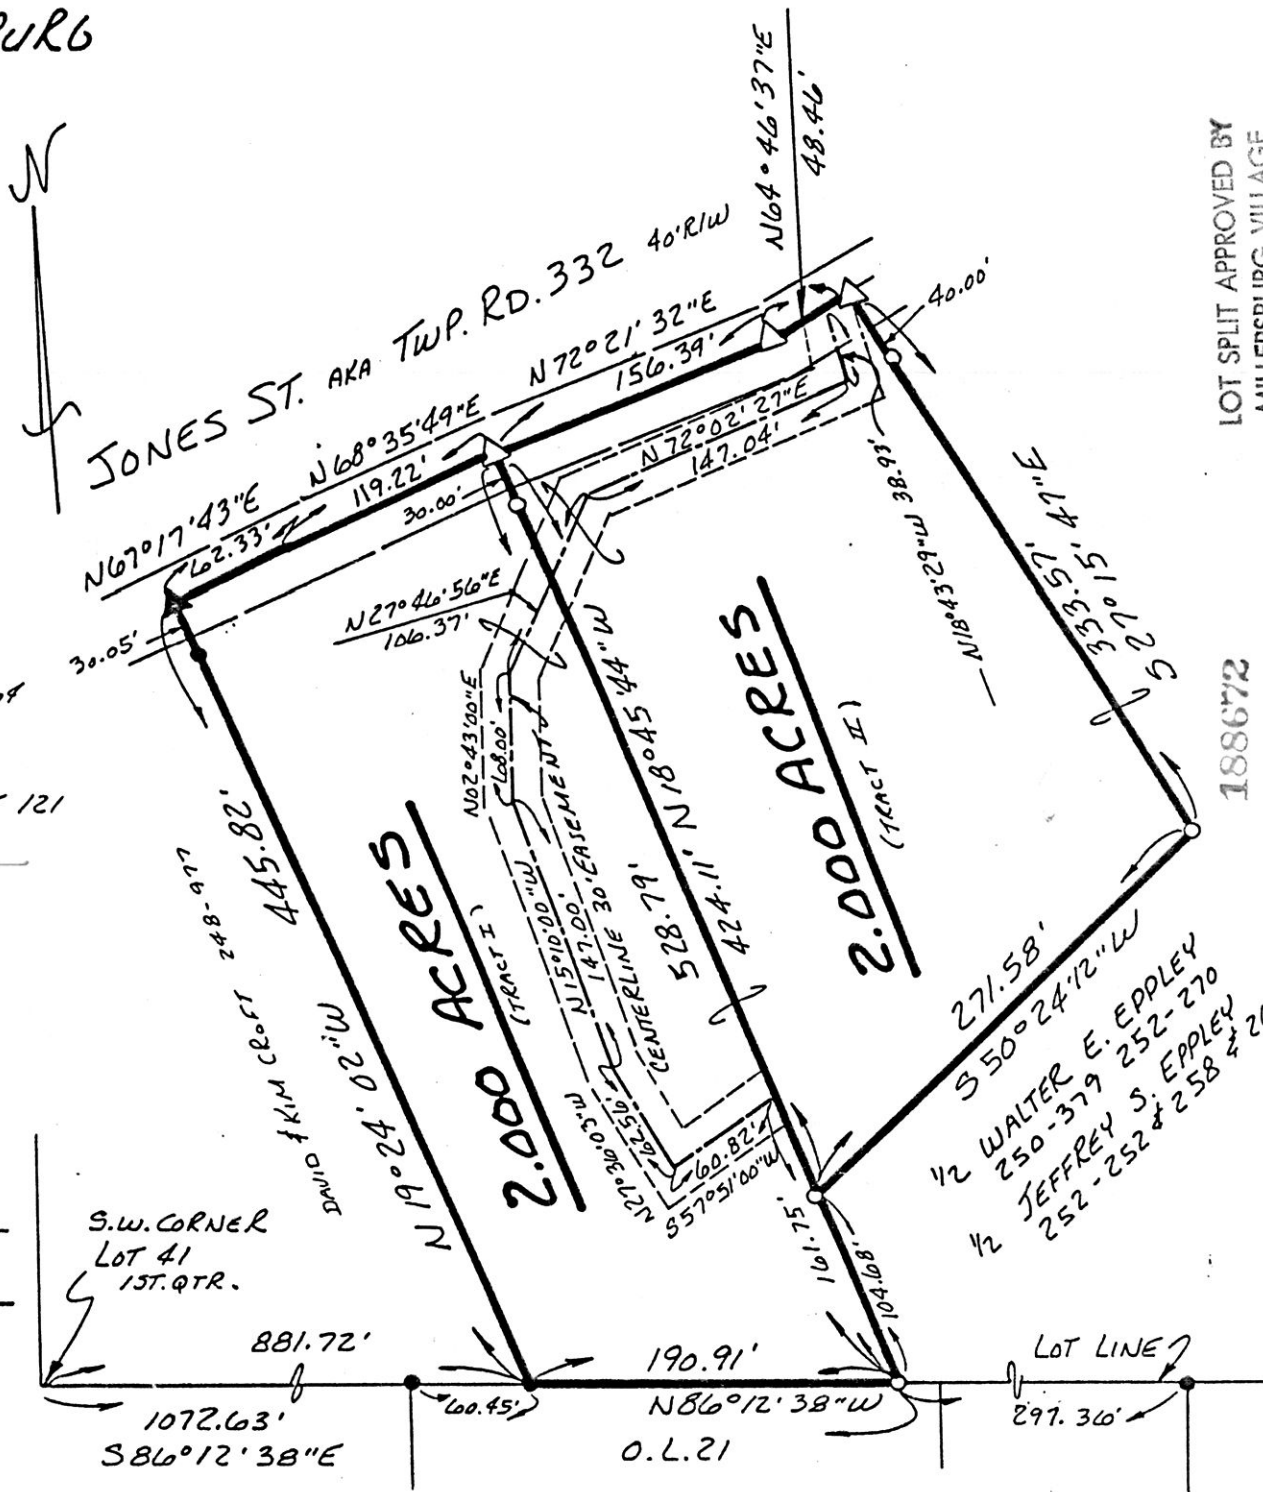 N
JONES ST. AKA TWP. RD. 332 40' R/W
N64°46'37"E
48.46'
LOT SPLIT APPROVED BY
188672
N67°17'43"E
62.33'
N68°35'49"E
119.22'
N72°21'32"E
156.39'
40.00'
30.00'
30.05'
N72°02'27"E
147.04'
N18°43'29"W 38.93'
N27°46'56"E
106.37'
N02°43'00"E
68.00'
N15°10'00"W
147.00'
CENTERLINE 30' EASEMENT
N27°36'03"W
62.56'
60.82'
S57°51'00"W
528.79'
424.11' N18°45'44"W
2.000 ACRES
(TRACT II)
333.57'
S27°15'47"E
2.000 ACRES
(TRACT I)
121
445.82'
DAVID & KIM CROFT 248-977
N19°24'02"W
271.58'
S50°24'12"W
1/2 WALTER E. EPPLEY
250-379 252-270
1/2 JEFFREY S. EPPLEY
252-252 & 258 &
161.75'
104.68'
S.W. CORNER
LOT 41
1ST. QTR.
881.72'
190.91'
LOT LINE
1072.63'
S86°12'38"E
60.45'
N86°12'38"W
297.36'
O.L.21